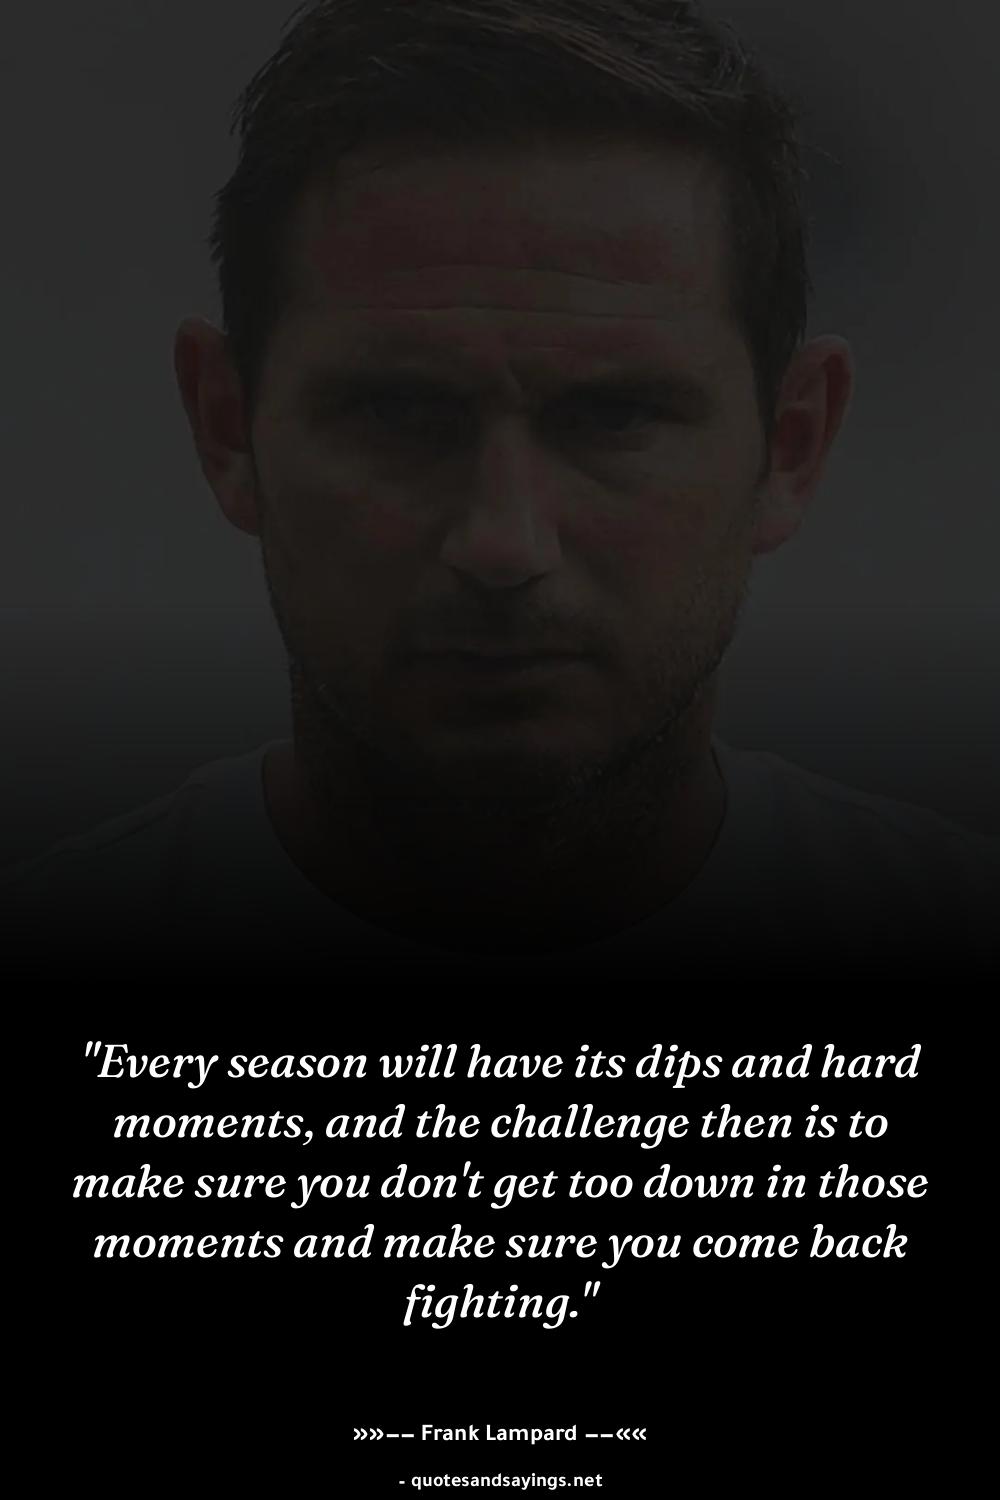 "Every season will have its dips and hard
moments, and the challenge then is to
make sure you don't get too down in those
moments and make sure you come back
fighting."
»»–– Frank Lampard ––««
- quotesandsayings.net